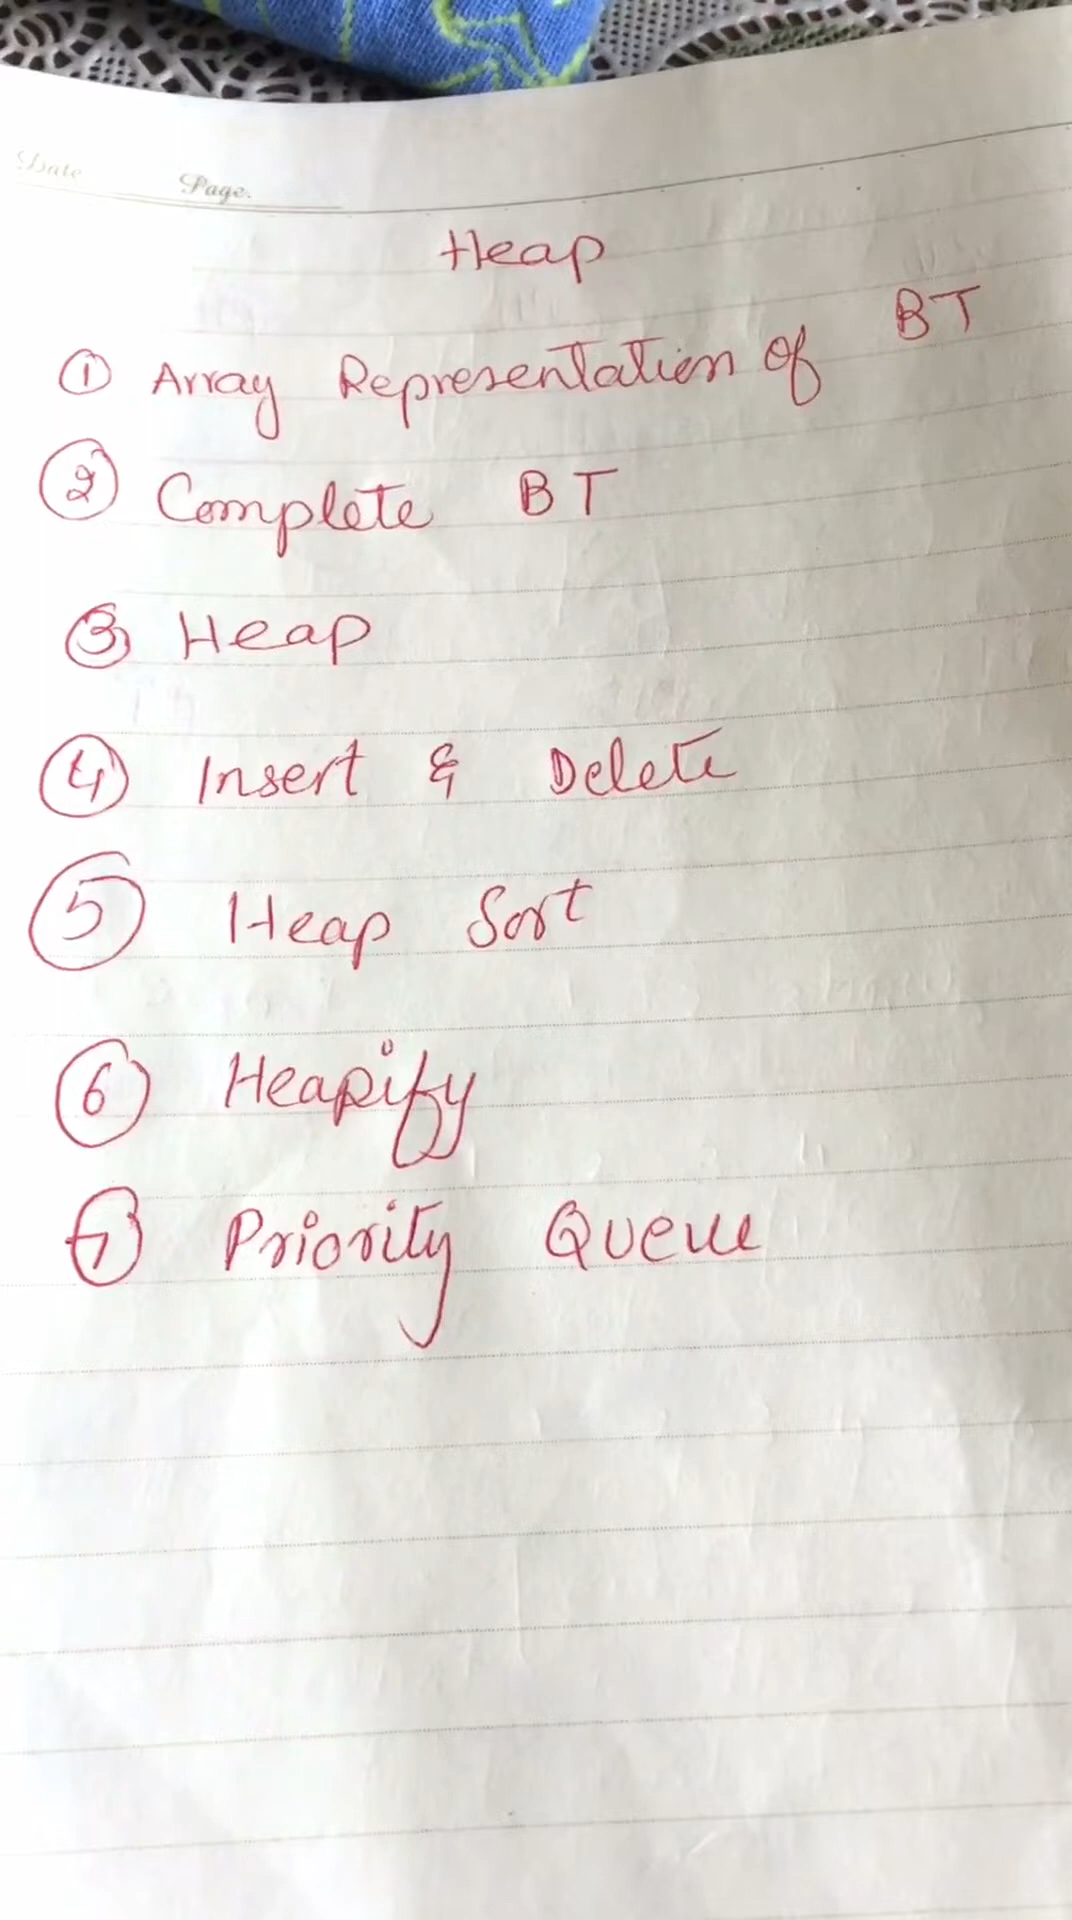 Date
Page.
Heap
① Array Representation of BT
② Complete BT
③ Heap
④ Insert & Delete
⑤ Heap Sort
⑥ Heapify
⑦ Priority Queue